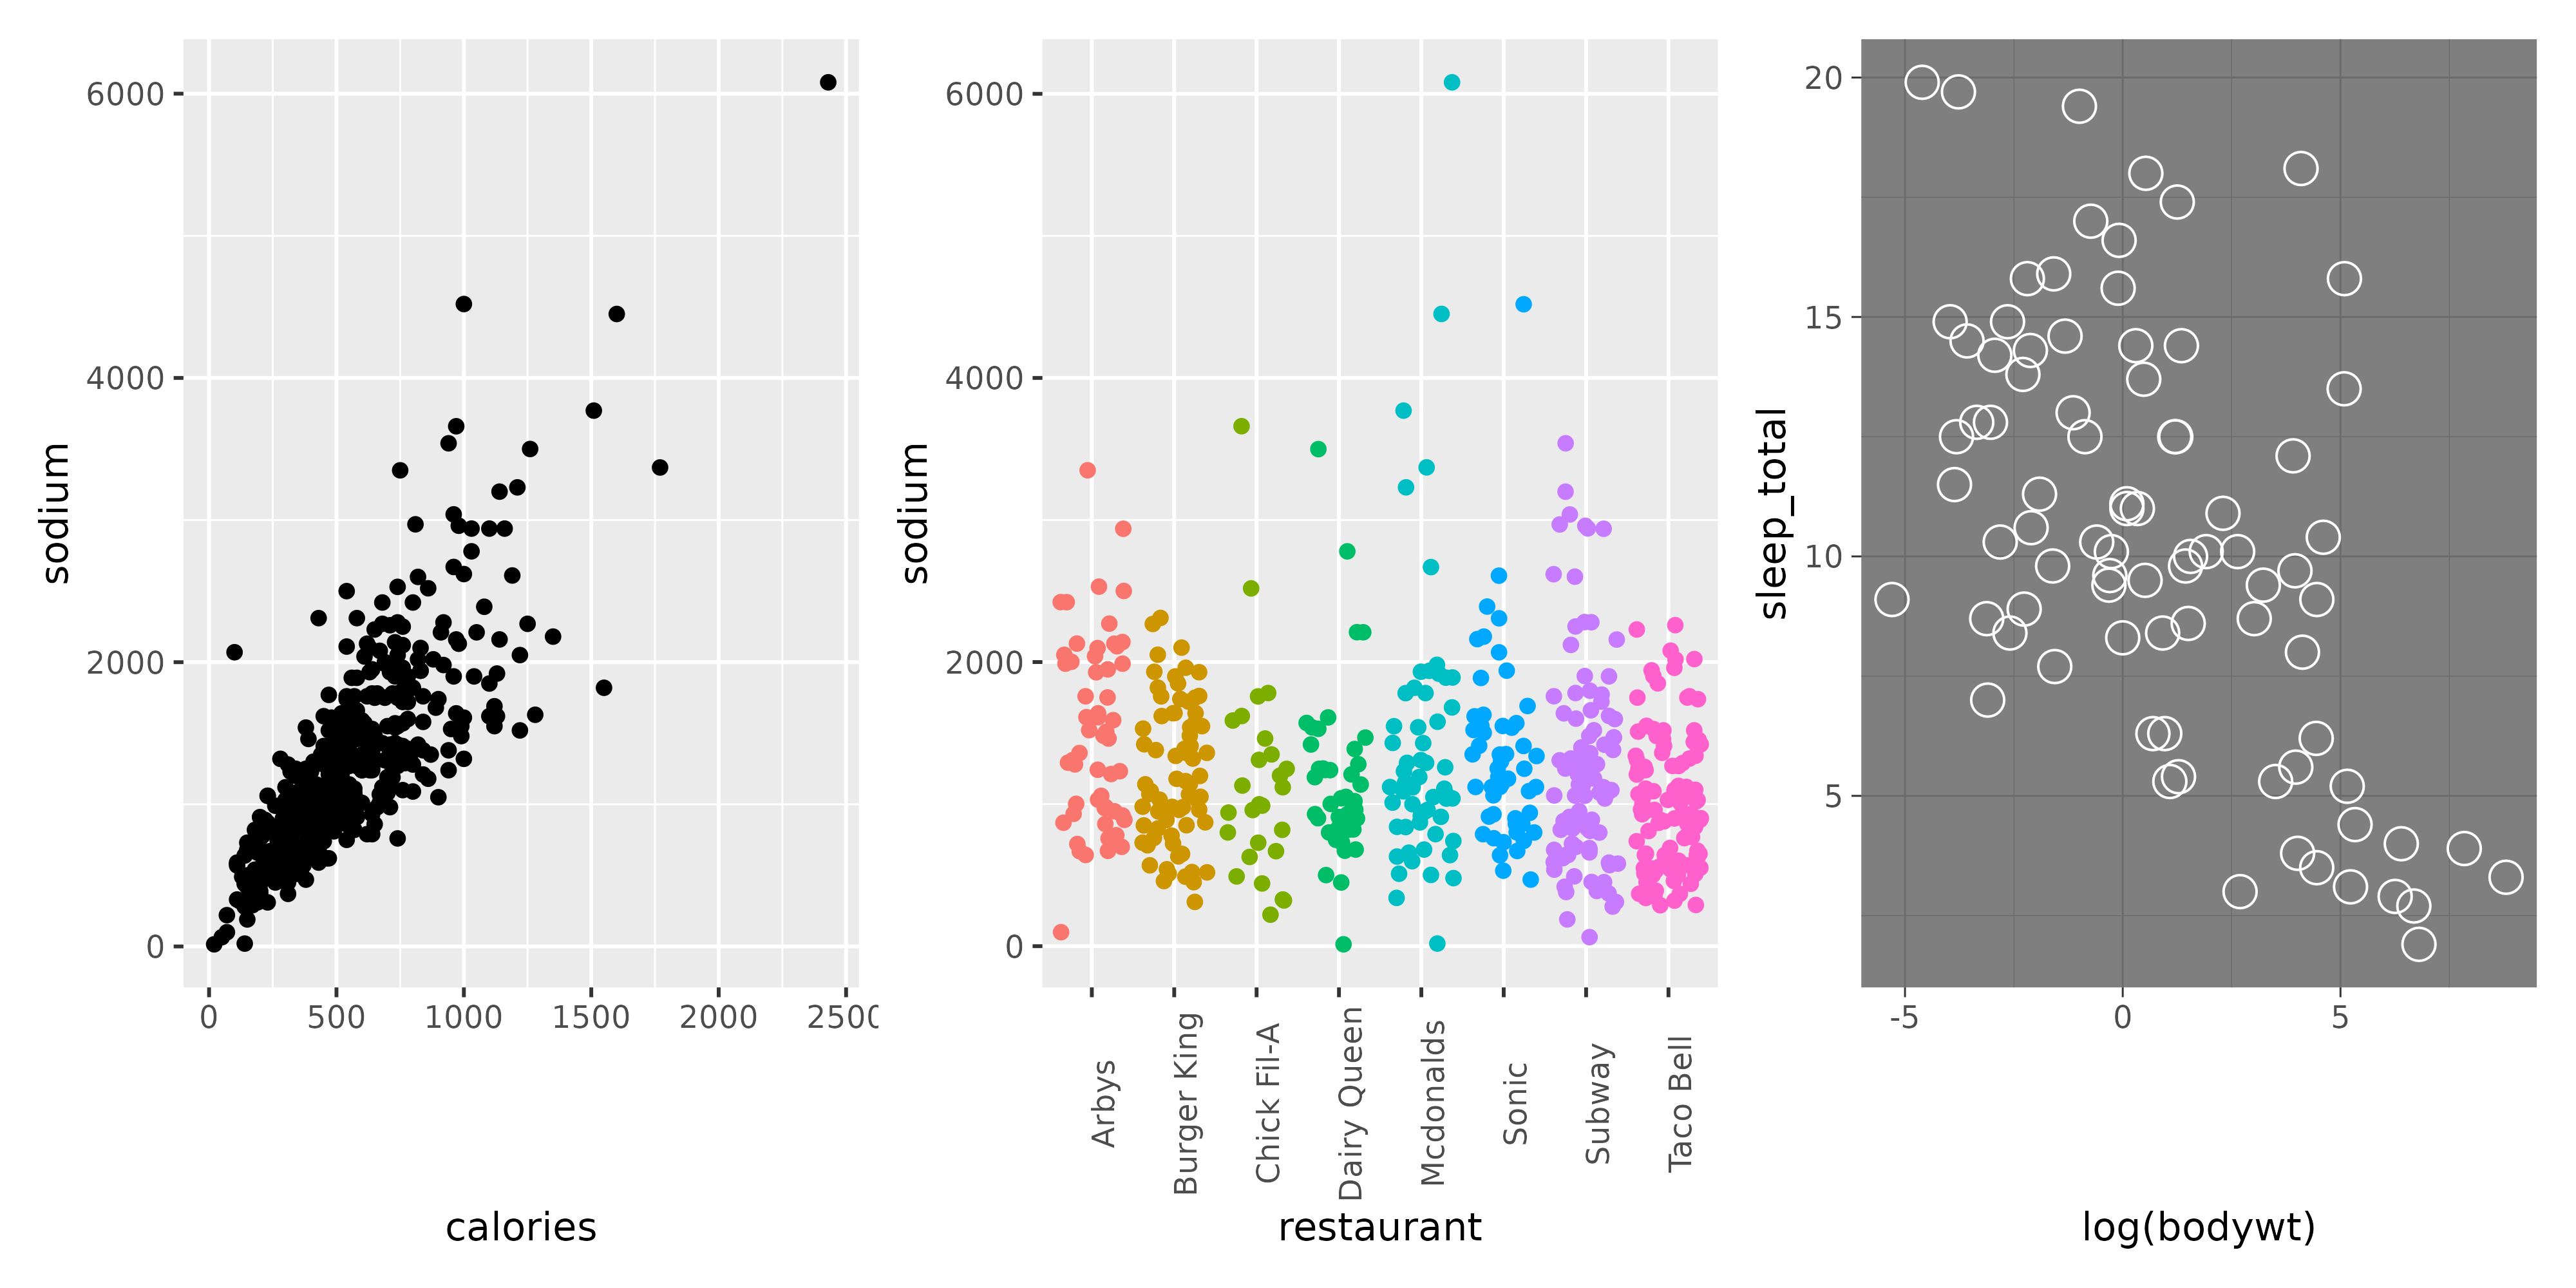 sodium
6000
4000
2000
0
0
500
1000
1500
2000
2500
calories
sodium
6000
4000
2000
0
Arbys
Burger King
Chick Fil-A
Dairy Queen
Mcdonalds
Sonic
Subway
Taco Bell
restaurant
sleep_total
20
15
10
5
-5
0
5
log(bodywt)